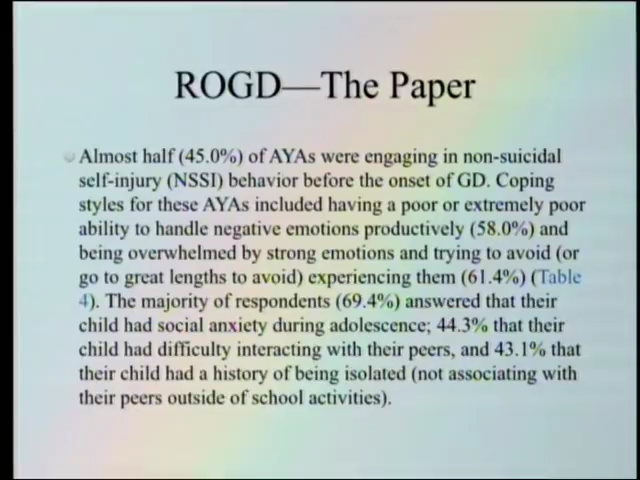 ROGD—The Paper
Almost half (45.0%) of AYAs were engaging in non-suicidal
self-injury (NSSI) behavior before the onset of GD. Coping
styles for these AYAs included having a poor or extremely poor
ability to handle negative emotions productively (58.0%) and
being overwhelmed by strong emotions and trying to avoid (or
go to great lengths to avoid) experiencing them (61.4%) (Table
4). The majority of respondents (69.4%) answered that their
child had social anxiety during adolescence; 44.3% that their
child had difficulty interacting with their peers, and 43.1% that
their child had a history of being isolated (not associating with
their peers outside of school activities).